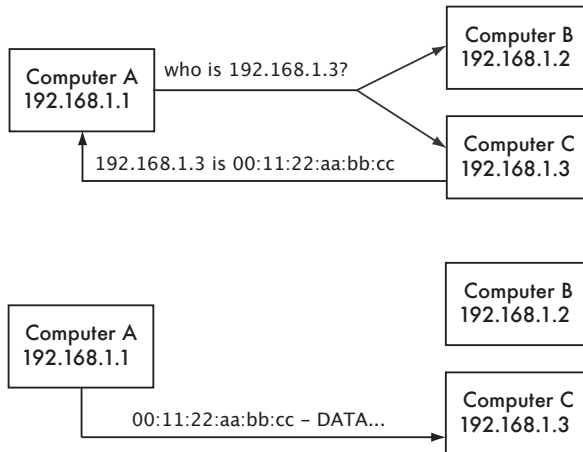 Computer B
192.168.1.2
Computer A
192.168.1.1
who is 192.168.1.3?
Computer C
192.168.1.3
192.168.1.3 is 00:11:22:aa:bb:cc
Computer B
192.168.1.2
Computer A
192.168.1.1
Computer C
192.168.1.3
00:11:22:aa:bb:cc – DATA...